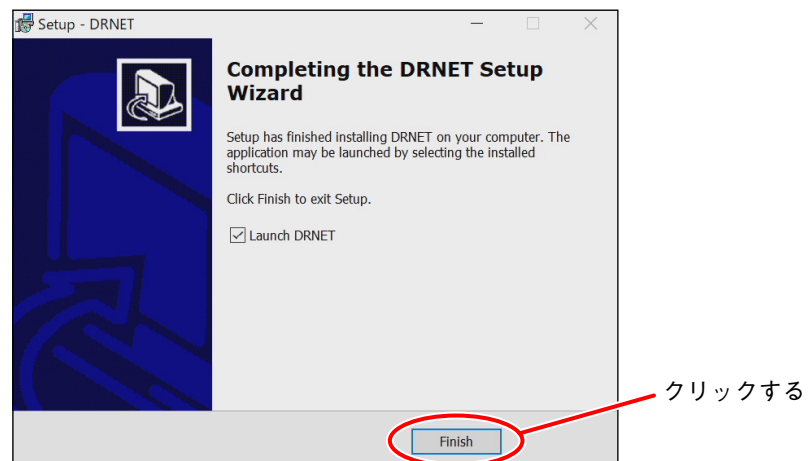 Setup - DRNET
Completing the DRNET Setup
Wizard
Setup has finished installing DRNET on your computer. The
application may be launched by selecting the installed
shortcuts.
Click Finish to exit Setup.
Launch DRNET
クリックする
Finish